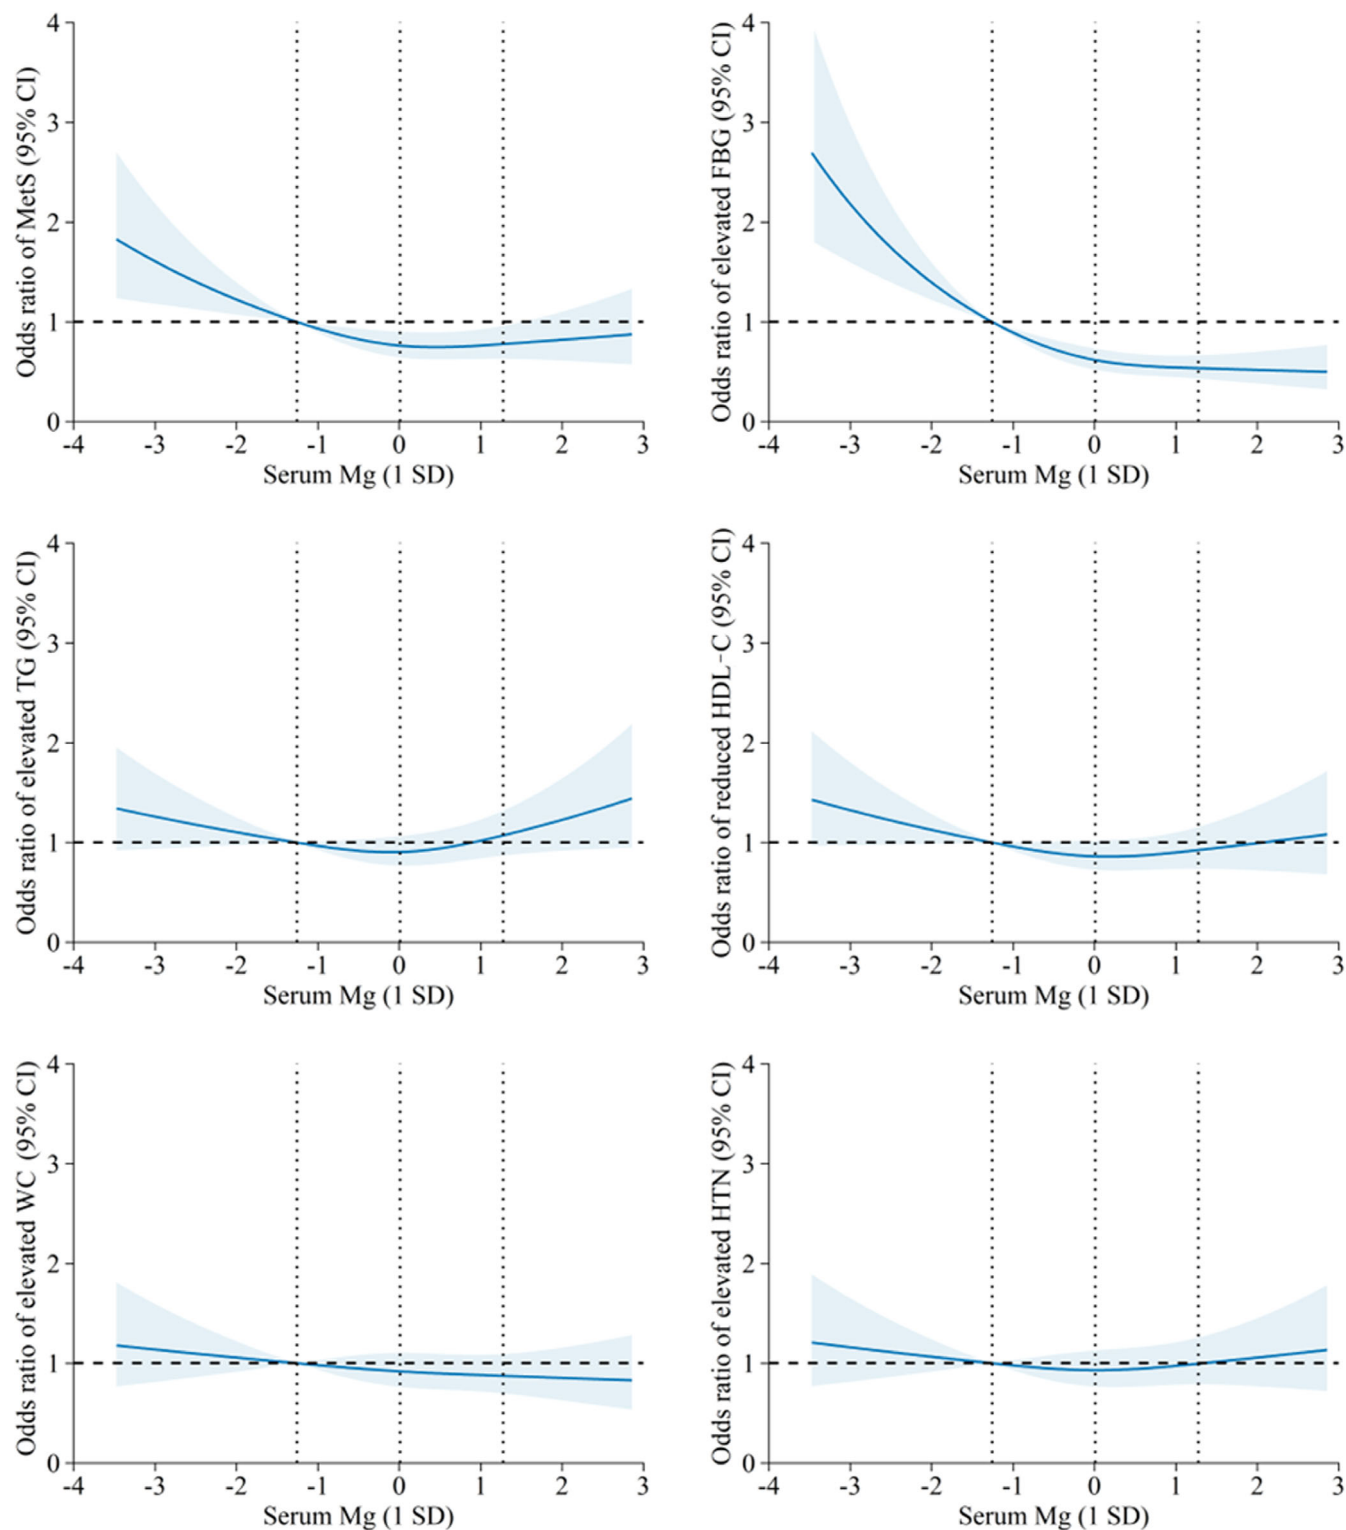 Odds ratio of MetS (95% CI)
4
3
2
1
0
-4 -3 -2 -1 0 1 2 3
Serum Mg (1 SD)
Odds ratio of elevated FBG (95% CI)
4
3
2
1
0
-4 -3 -2 -1 0 1 2 3
Serum Mg (1 SD)
Odds ratio of elevated TG (95% CI)
4
3
2
1
0
-4 -3 -2 -1 0 1 2 3
Serum Mg (1 SD)
Odds ratio of reduced HDL-C (95% CI)
4
3
2
1
0
-4 -3 -2 -1 0 1 2 3
Serum Mg (1 SD)
Odds ratio of elevated WC (95% CI)
4
3
2
1
0
-4 -3 -2 -1 0 1 2 3
Serum Mg (1 SD)
Odds ratio of elevated HTN (95% CI)
4
3
2
1
0
-4 -3 -2 -1 0 1 2 3
Serum Mg (1 SD)